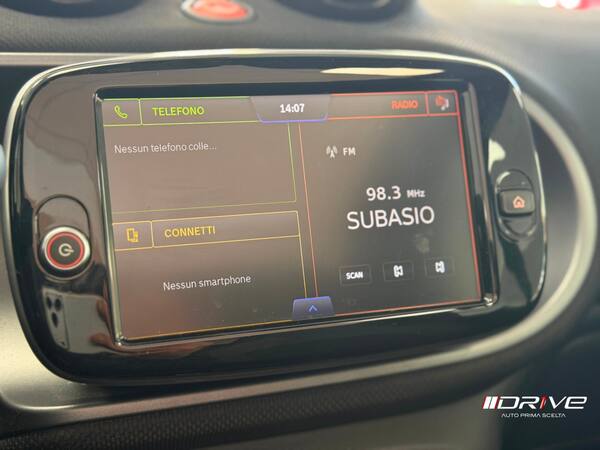 TELEFONO
14:07
RADIO
Nessun telefono colle...
FM
98.3 MHz
SUBASIO
CONNETTI
Nessun smartphone
SCAN
DRIVE
AUTO PRIMA SCELTA